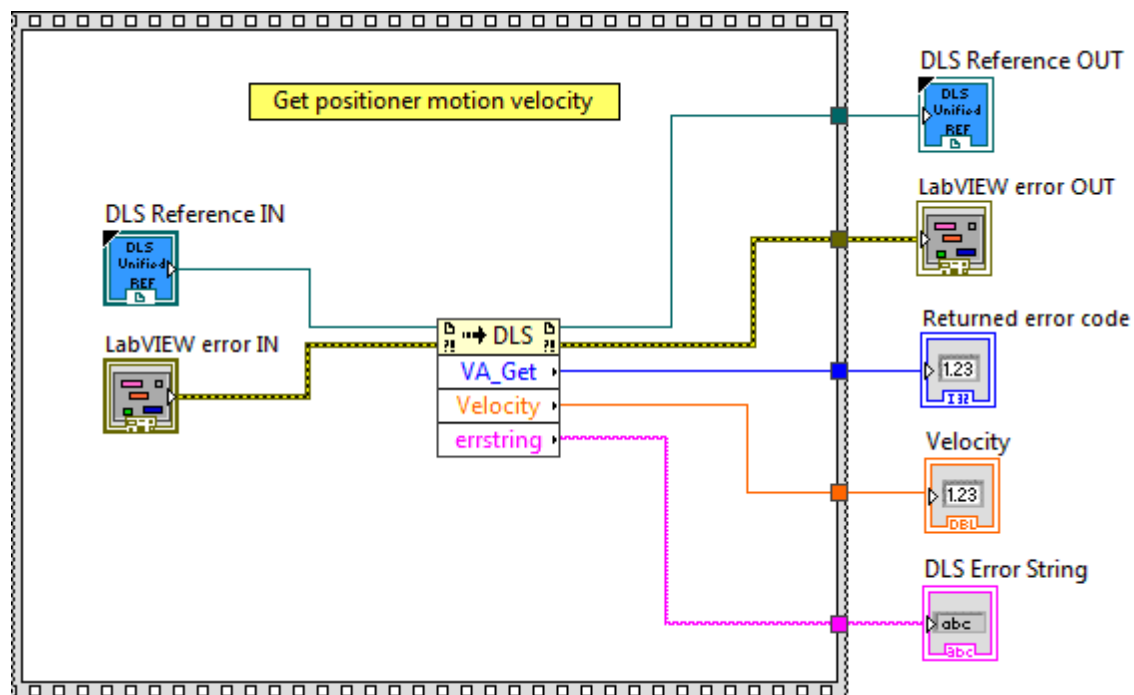 Get positioner motion velocity
DLS Reference IN
DLS
Unified
REF
LabVIEW error IN
?! DLS ?!
VA_Get
Velocity
errstring
DLS Reference OUT
DLS
Unified
REF
LabVIEW error OUT
Returned error code
1.23
I32
Velocity
1.23
DBL
DLS Error String
abc
abc